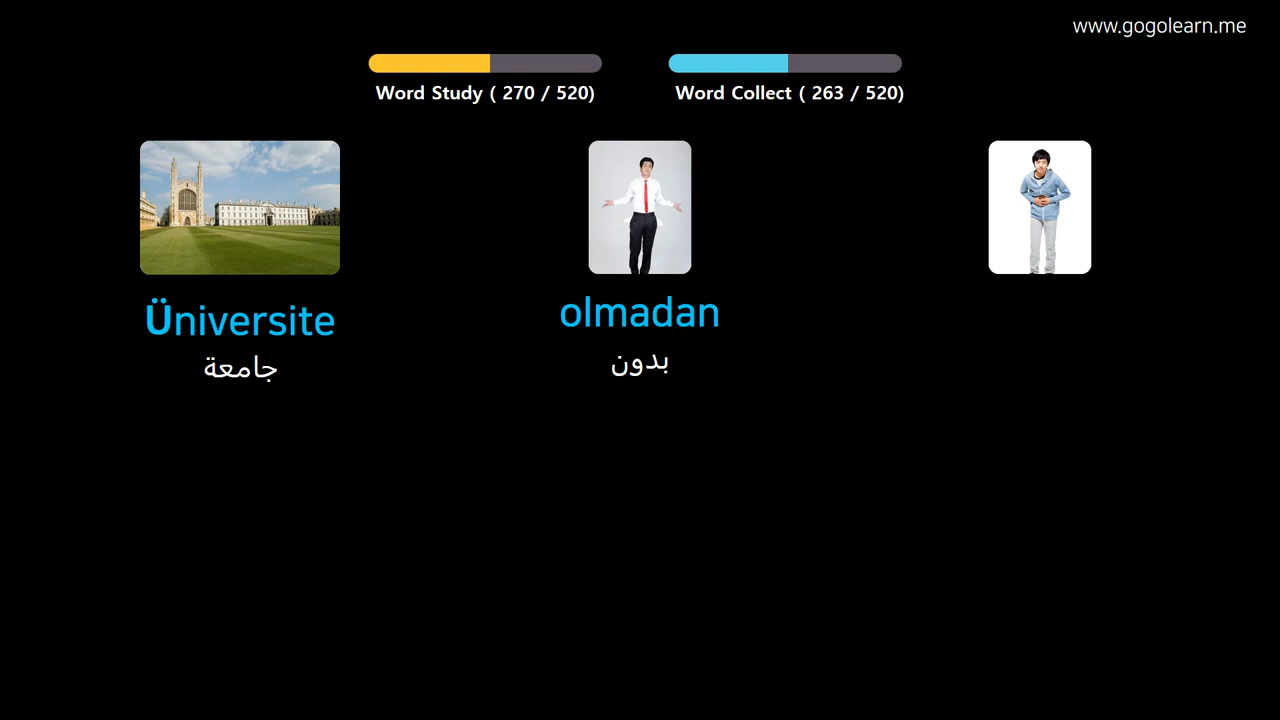 www.gogolearn.me
Word Study ( 270 / 520)
Word Collect ( 263 / 520)
Üniversite
جامعة
olmadan
بدون